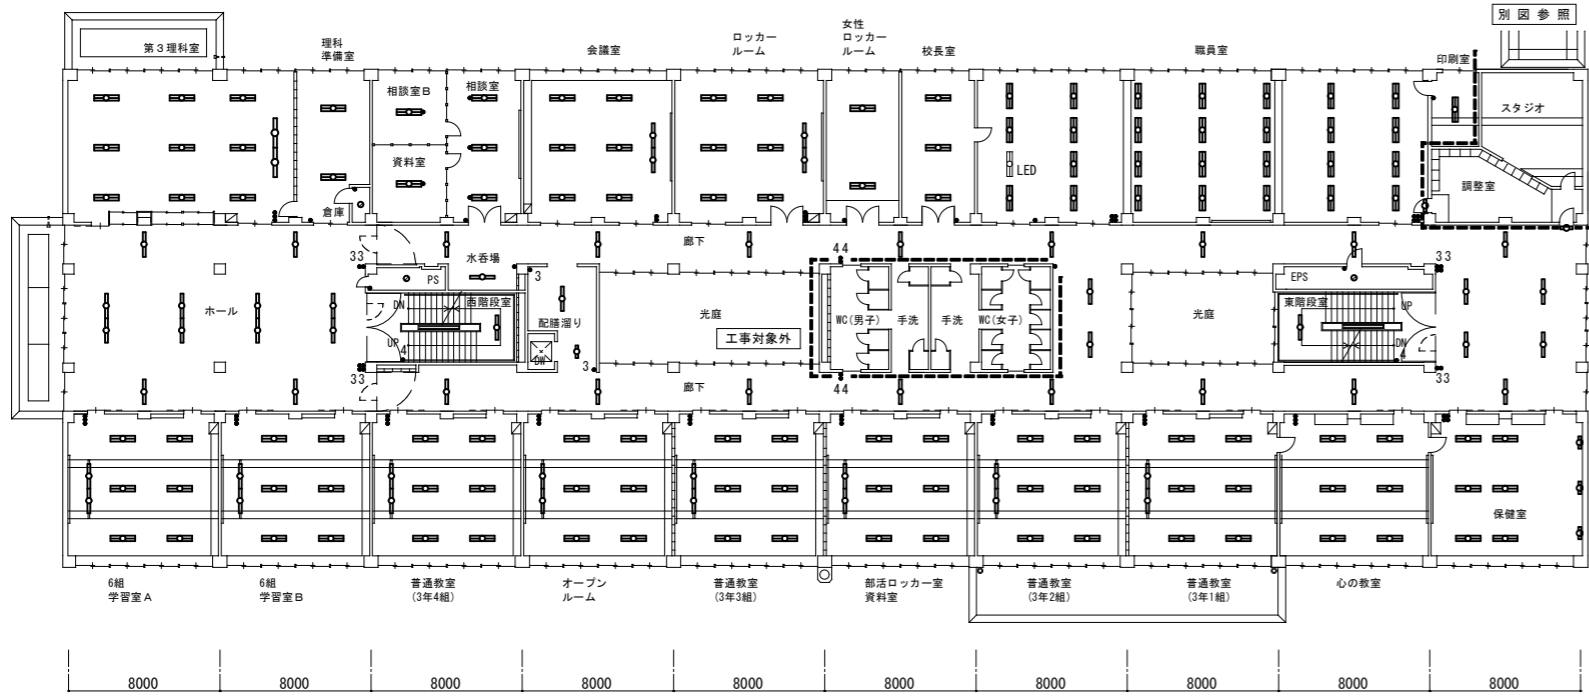 別図参照
第３理科室
理科
準備室
会議室
ロッカー
ルーム
女性
ロッカー
ルーム
校長室
職員室
印刷室
相談室Ｂ
相談室
スタジオ
資料室
LED
調整室
倉庫
33
水呑場
廊下
44
33
PS
3
EPS
ホール
DN
西階段室
配膳溜り
光庭
WC(男子)
手洗
手洗
WC(女子)
光庭
東階段室
UP
工事対象外
UP
4
DW
3
DN
4
33
廊下
44
33
保健室
6組
学習室Ａ
6組
学習室Ｂ
普通教室
(3年4組)
オープン
ルーム
普通教室
(3年3組)
部活ロッカー室
資料室
普通教室
(3年2組)
普通教室
(3年1組)
心の教室
8000
8000
8000
8000
8000
8000
8000
8000
8000
8000